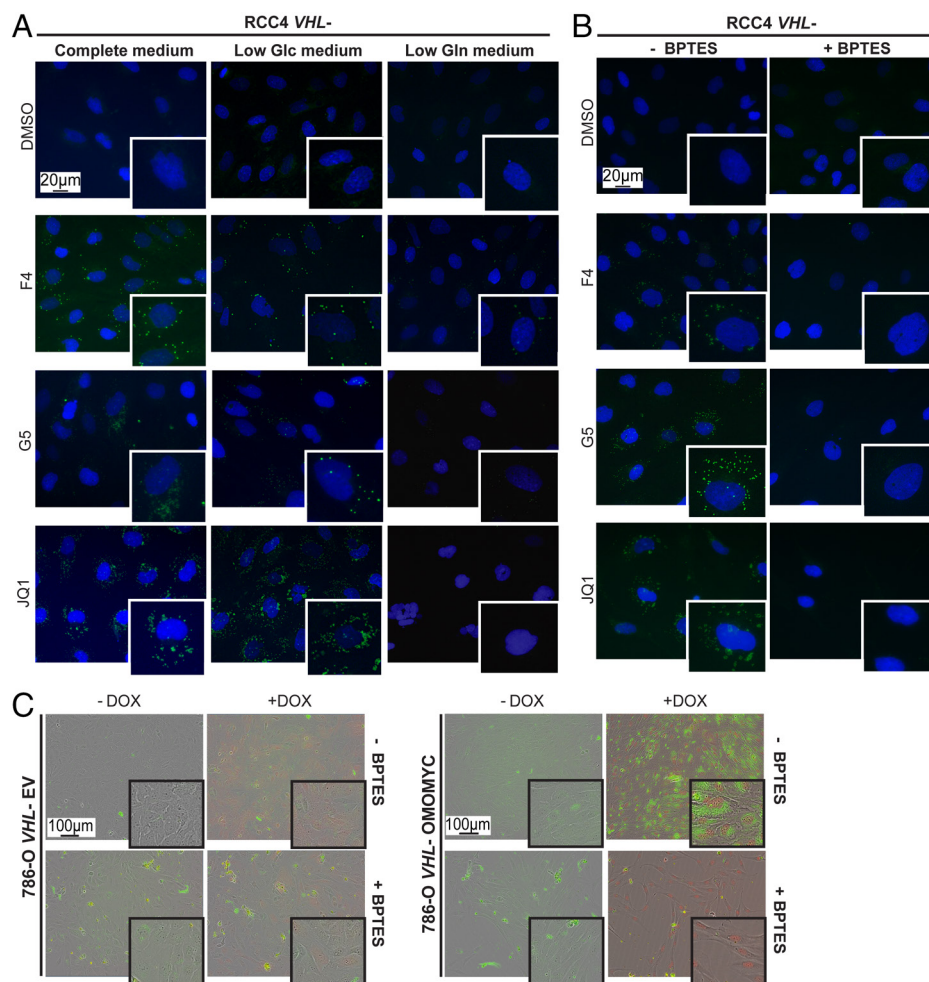 A
RCC4 VHL-
Complete medium Low Glc medium Low Gln medium
DMSO
20µm
F4
G5
JQ1
B
RCC4 VHL-
- BPTES + BPTES
DMSO
20µm
F4
G5
JQ1
C
- DOX +DOX
786-O VHL- EV
100µm
- BPTES
+ BPTES
- DOX +DOX
786-O VHL- OMOMYC
100µm
- BPTES
+ BPTES